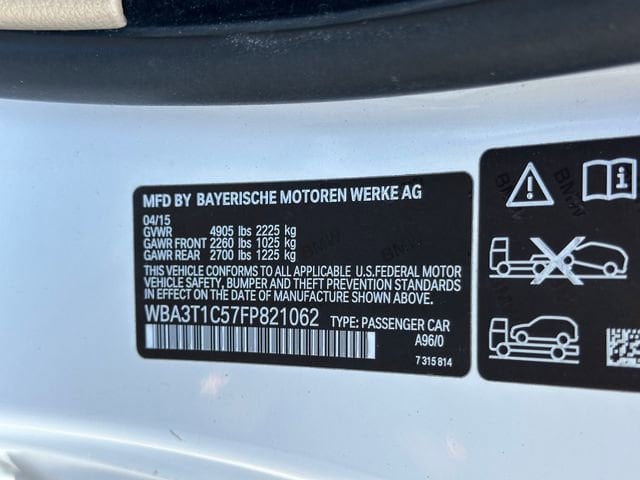 MFD BY BAYERISCHE MOTOREN WERKE AG
04/15
GVWR 4905 lbs 2225 kg
GAWR FRONT 2260 lbs 1025 kg
GAWR REAR 2700 lbs 1225 kg
THIS VEHICLE CONFORMS TO ALL APPLICABLE U.S.FEDERAL MOTOR
VEHICLE SAFETY, BUMPER AND THEFT PREVENTION STANDARDS
IN EFFECT ON THE DATE OF MANUFACTURE SHOWN ABOVE.
WBA3T1C57FP821062 TYPE: PASSENGER CAR
A96/0
7 315 814
BMW
BMW
BMW